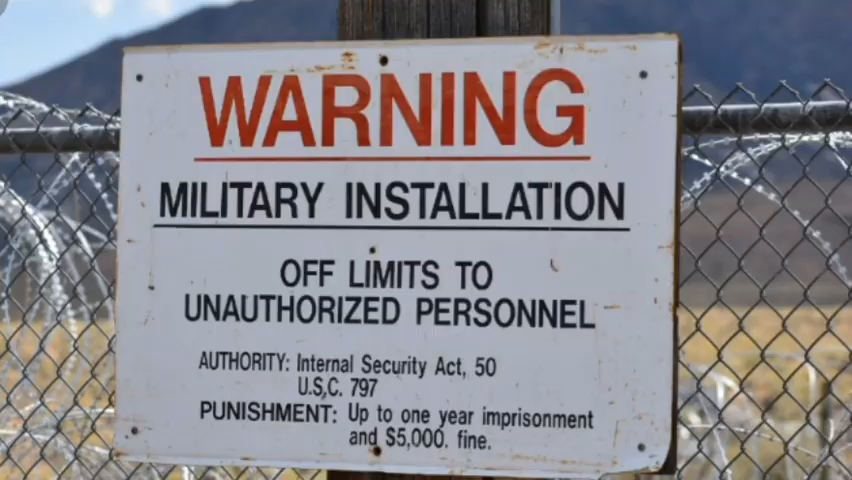 WARNING
MILITARY INSTALLATION
OFF LIMITS TO
UNAUTHORIZED PERSONNEL
AUTHORITY: Internal Security Act, 50
U.S.C. 797
PUNISHMENT: Up to one year imprisonment
and $5,000. fine.